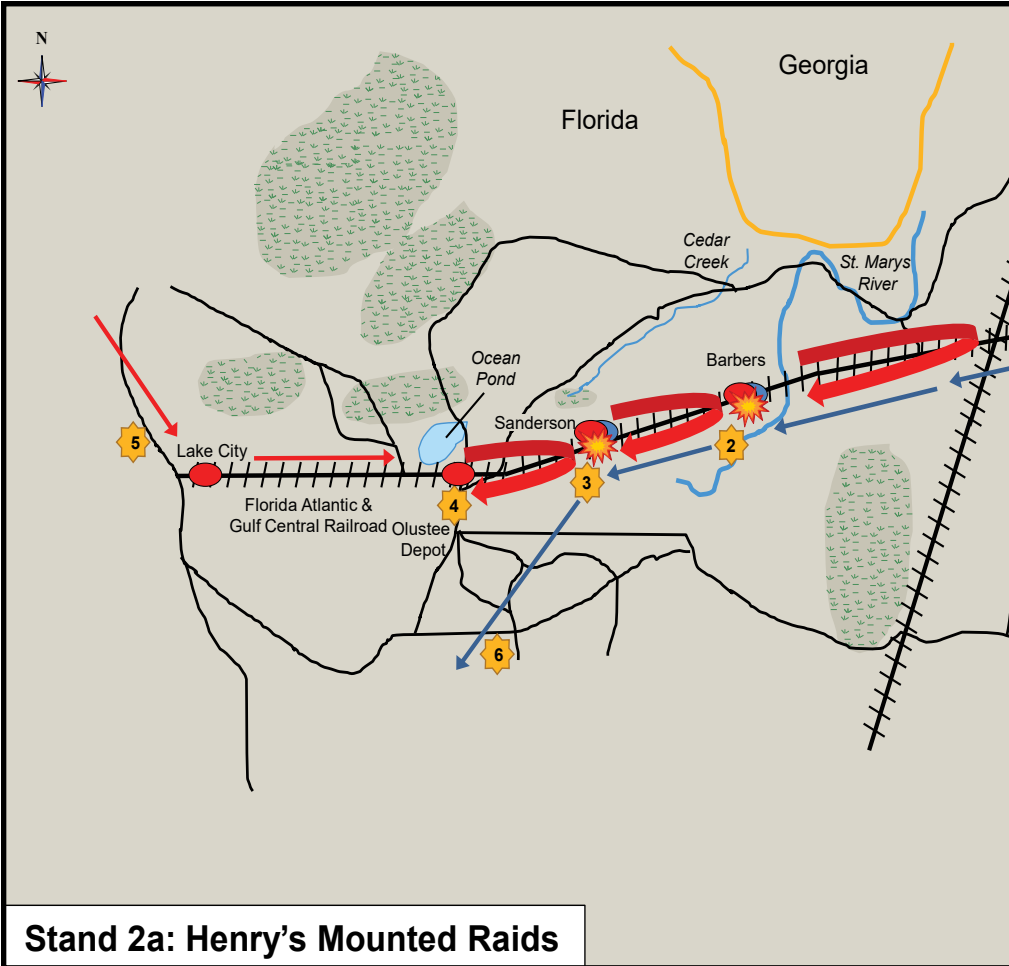 N
Georgia
Florida
Cedar
Creek
St. Marys
River
Ocean
Pond
Barbers
Sanderson
2
5
Lake City
3
4
Florida Atlantic &
Gulf Central Railroad
Olustee
Depot
6
Stand 2a: Henry’s Mounted Raids